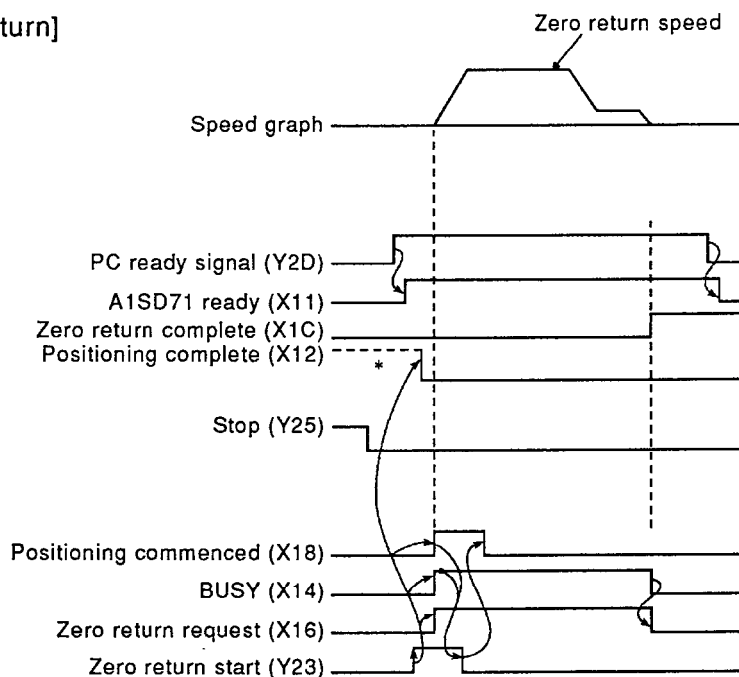 turn]
Zero return speed
Speed graph
PC ready signal (Y2D)
A1SD71 ready (X11)
Zero return complete (X1C)
Positioning complete (X12)
*
Stop (Y25)
Positioning commenced (X18)
BUSY (X14)
Zero return request (X16)
Zero return start (Y23)